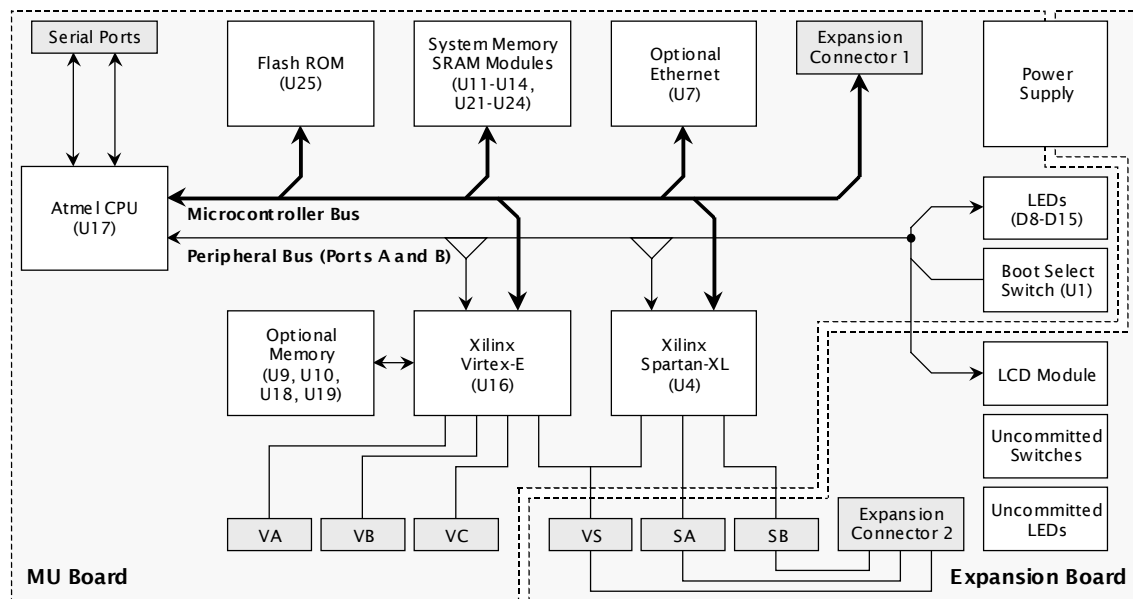 Serial Ports
Flash ROM
(U25)
System Memory
SRAM Modules
(U11-U14,
U21-U24)
Optional
Ethernet
(U7)
Expansion
Connector 1
Power
Supply
Atmel CPU
(U17)
Microcontroller Bus
Peripheral Bus (Ports A and B)
LEDs
(D8-D15)
Boot Select
Switch (U1)
Optional
Memory
(U9, U10,
U18, U19)
Xilinx
Virtex-E
(U16)
Xilinx
Spartan-XL
(U4)
LCD Module
Uncommitted
Switches
Uncommitted
LEDs
VA
VB
VC
VS
SA
SB
Expansion
Connector 2
MU Board
Expansion Board